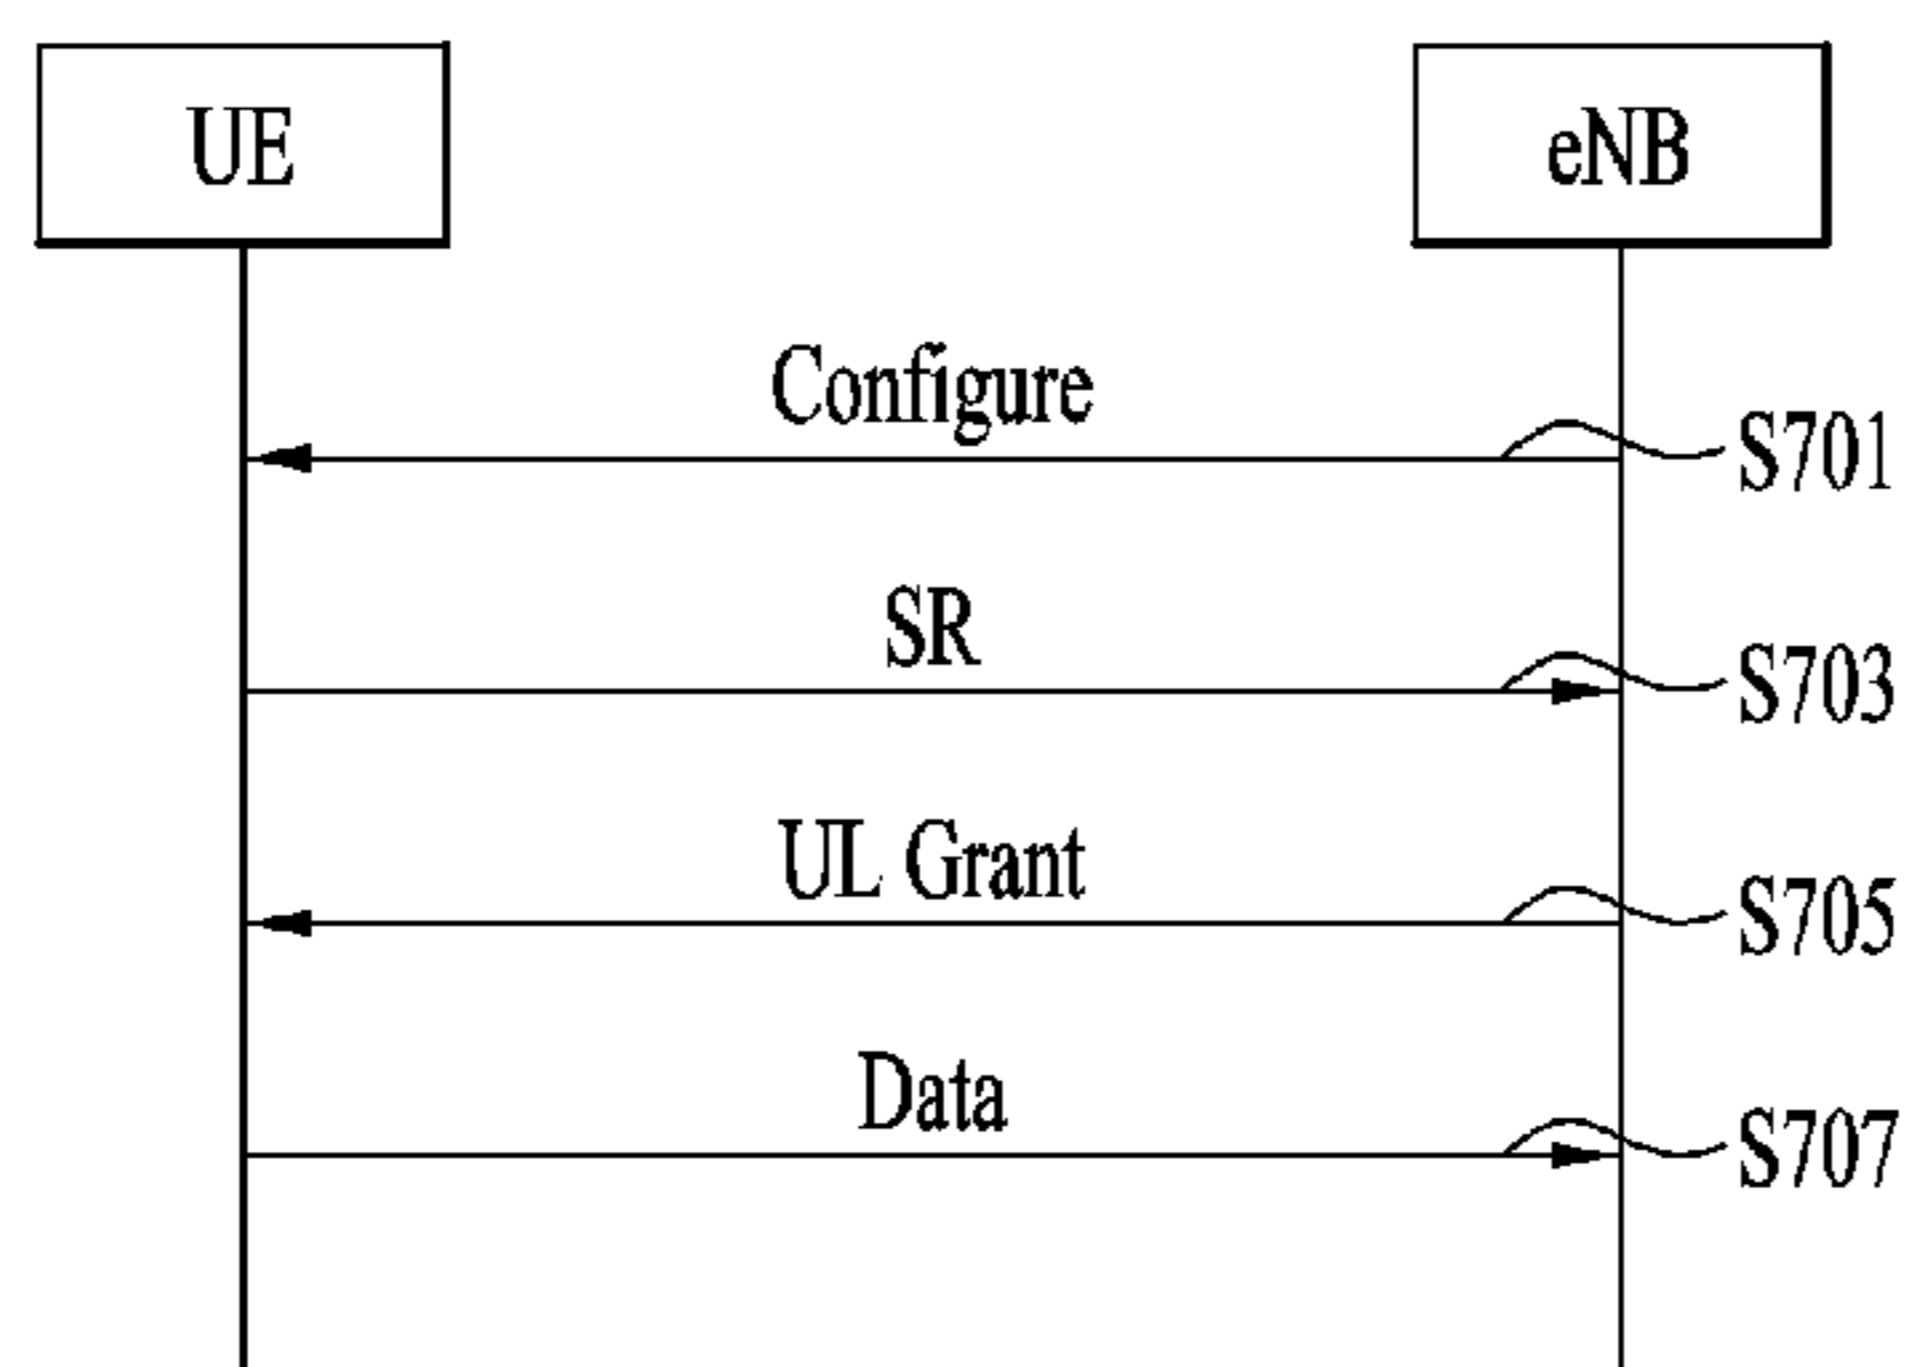 UE
eNB
Configure
S701
SR
S703
UL Grant
S705
Data
S707